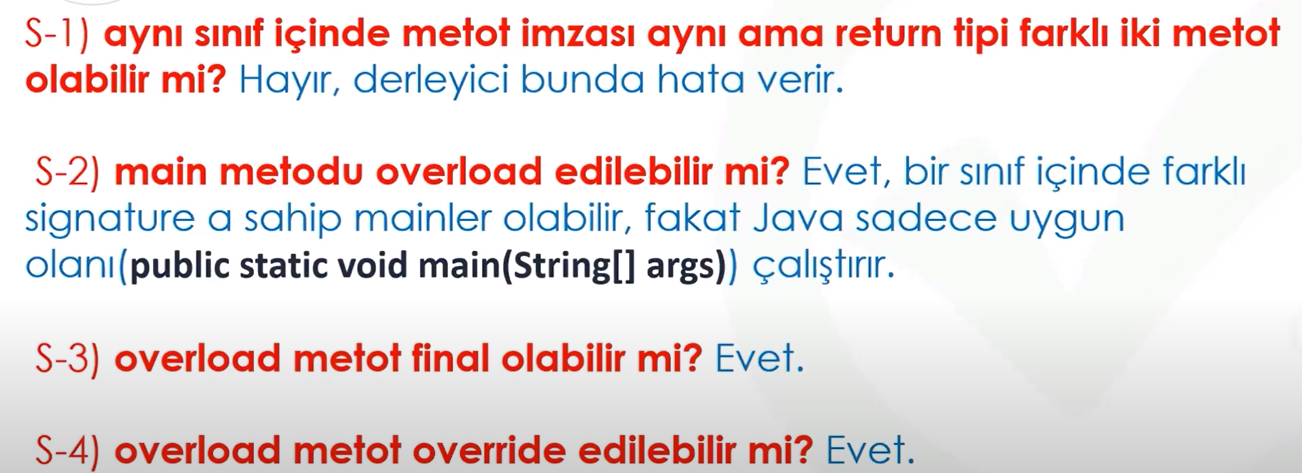 S-1) aynı sınıf içinde metot imzası aynı ama return tipi farklı iki metot
olabilir mi? Hayır, derleyici bunda hata verir.
S-2) main metodu overload edilebilir mi? Evet, bir sınıf içinde farklı
signature a sahip mainler olabilir, fakat Java sadece uygun
olanı(public static void main(String[] args)) çalıştırır.
S-3) overload metot final olabilir mi? Evet.
S-4) overload metot override edilebilir mi? Evet.